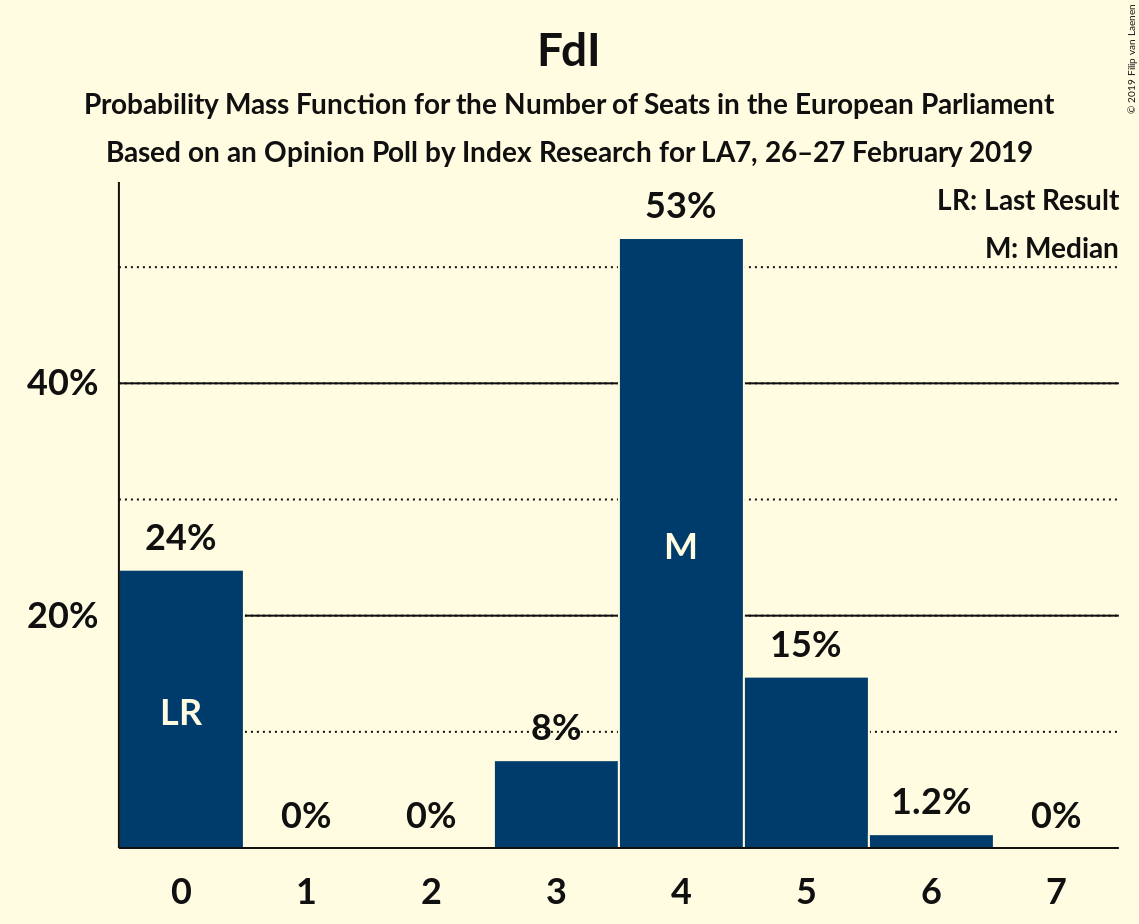 FdI
Probability Mass Function for the Number of Seats in the European Parliament
Based on an Opinion Poll by Index Research for LA7, 26–27 February 2019
© 2019 Filip van Laenen
LR: Last Result
M: Median
53%
40%
24%
M
20%
15%
LR
8%
1.2%
0%
0%
0%
0
1
2
3
4
5
6
7